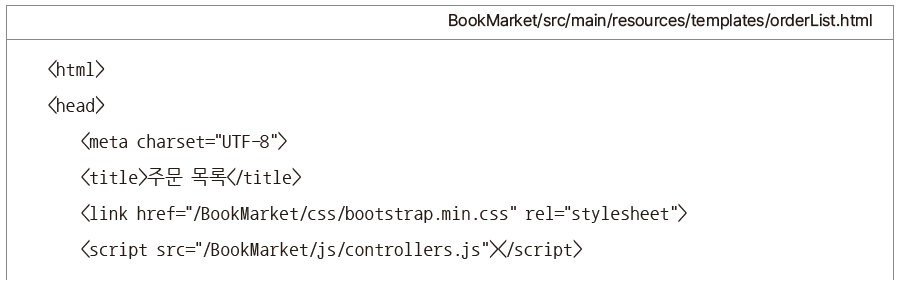 BookMarket/src/main/resources/templates/orderList.html
<html>
<head>
<meta charset="UTF-8">
<title>주문 목록</title>
<link href="/BookMarket/css/bootstrap.min.css" rel="stylesheet">
<script src="/BookMarket/js/controllers.js"></script>